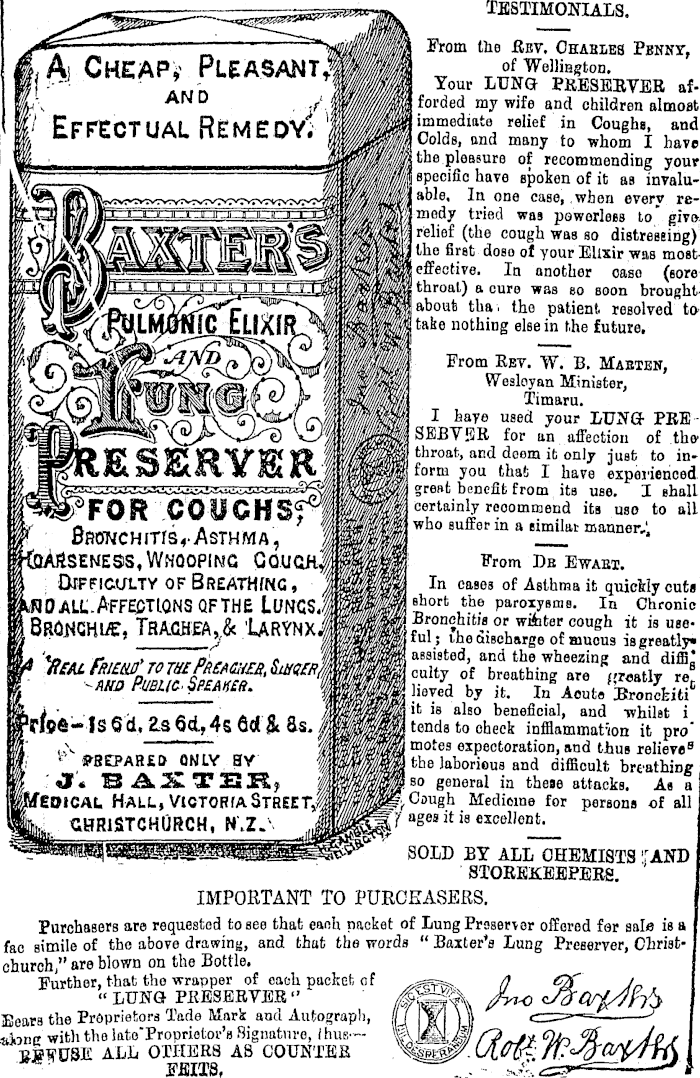 A CHEAP, PLEASANT,
AND
EFFECTUAL REMEDY.
BAXTER'S
PULMONIC ELIXIR
AND
LUNG
PRESERVER
FOR COUGHS,
BRONCHITIS, ASTHMA,
HOARSENESS, WHOOPING COUGH,
DIFFICULTY OF BREATHING,
AND ALL AFFECTIONS OF THE LUNGS.
BRONCHIÆ, TRACHEA, & LARYNX.
A 'REAL FRIEND' TO THE PREACHER, SINGER
AND PUBLIC SPEAKER.
Price— 1s 6d, 2s 6d, 4s 6d & 8s.
PREPARED ONLY BY
J. BAXTER,
MEDICAL HALL, VICTORIA STREET,
CHRISTCHURCH, N.Z.
Jno Baxter
Robt W. Baxter
H. GAMBLE
WELLINGTON
TESTIMONIALS.
From the REV. CHARLES PENNY,
of Wellington.
Your LUNG PRESERVER af-
forded my wife and children almost
immediate relief in Coughs, and
Colds, and many to whom I have
the pleasure of recommending your
specific have spoken of it as invalu-
able. In one case, when every re-
medy tried was powerless to give
relief (the cough was so distressing)
the first dose of your Elixir was most
effective. In another case (sore
throat) a cure was so soon brought
about tha the patient resolved to
take nothing else in the future.
From REV. W. B. MARTEN,
Wesleyan Minister,
Timaru.
I have used your LUNG PRE-
SEBVER for an affection of the
throat, and deem it only just to in-
form you that I have experienced
great benefit from its use. I shall
certainly recommend its use to all
who suffer in a similar manner.
From DR EWART.
In cases of Asthma it quickly cuts
short the paroxysms. In Chronic
Bronchitis or winter cough it is use-
ful; the discharge of mucus is greatly
assisted, and the wheezing and diffi
culty of breathing are greatly re
lieved by it. In Acute Bronckiti
it is also beneficial, and whilst i
tends to check infflammation it pro
motes expectoration, and thus relieves
the laborious and difficult breathing
so general in these attacks. As a
Cough Medicine for persons of all
ages it is excellent.
SOLD BY ALL CHEMISTS AND
STOREKEEPERS.
IMPORTANT TO PURCHASERS.
Purchasers are requested to see that each packet of Lung Preserver offered for sale is a
fac simile of the above drawing, and that the words "Baxter's Lung Preserver, Christ-
church," are blown on the Bottle.
Further, that the wrapper of each packet of
"LUNG PRESERVER"
Bears the Proprietors Tade Mark and Autograph,
along with the late Proprietor's Signature, thus—
REFUSE ALL OTHERS AS COUNTER
FEITS,
SIC EST VITA
NIL DESPERANDUM
Jno Baxter
Robt. W. Baxter